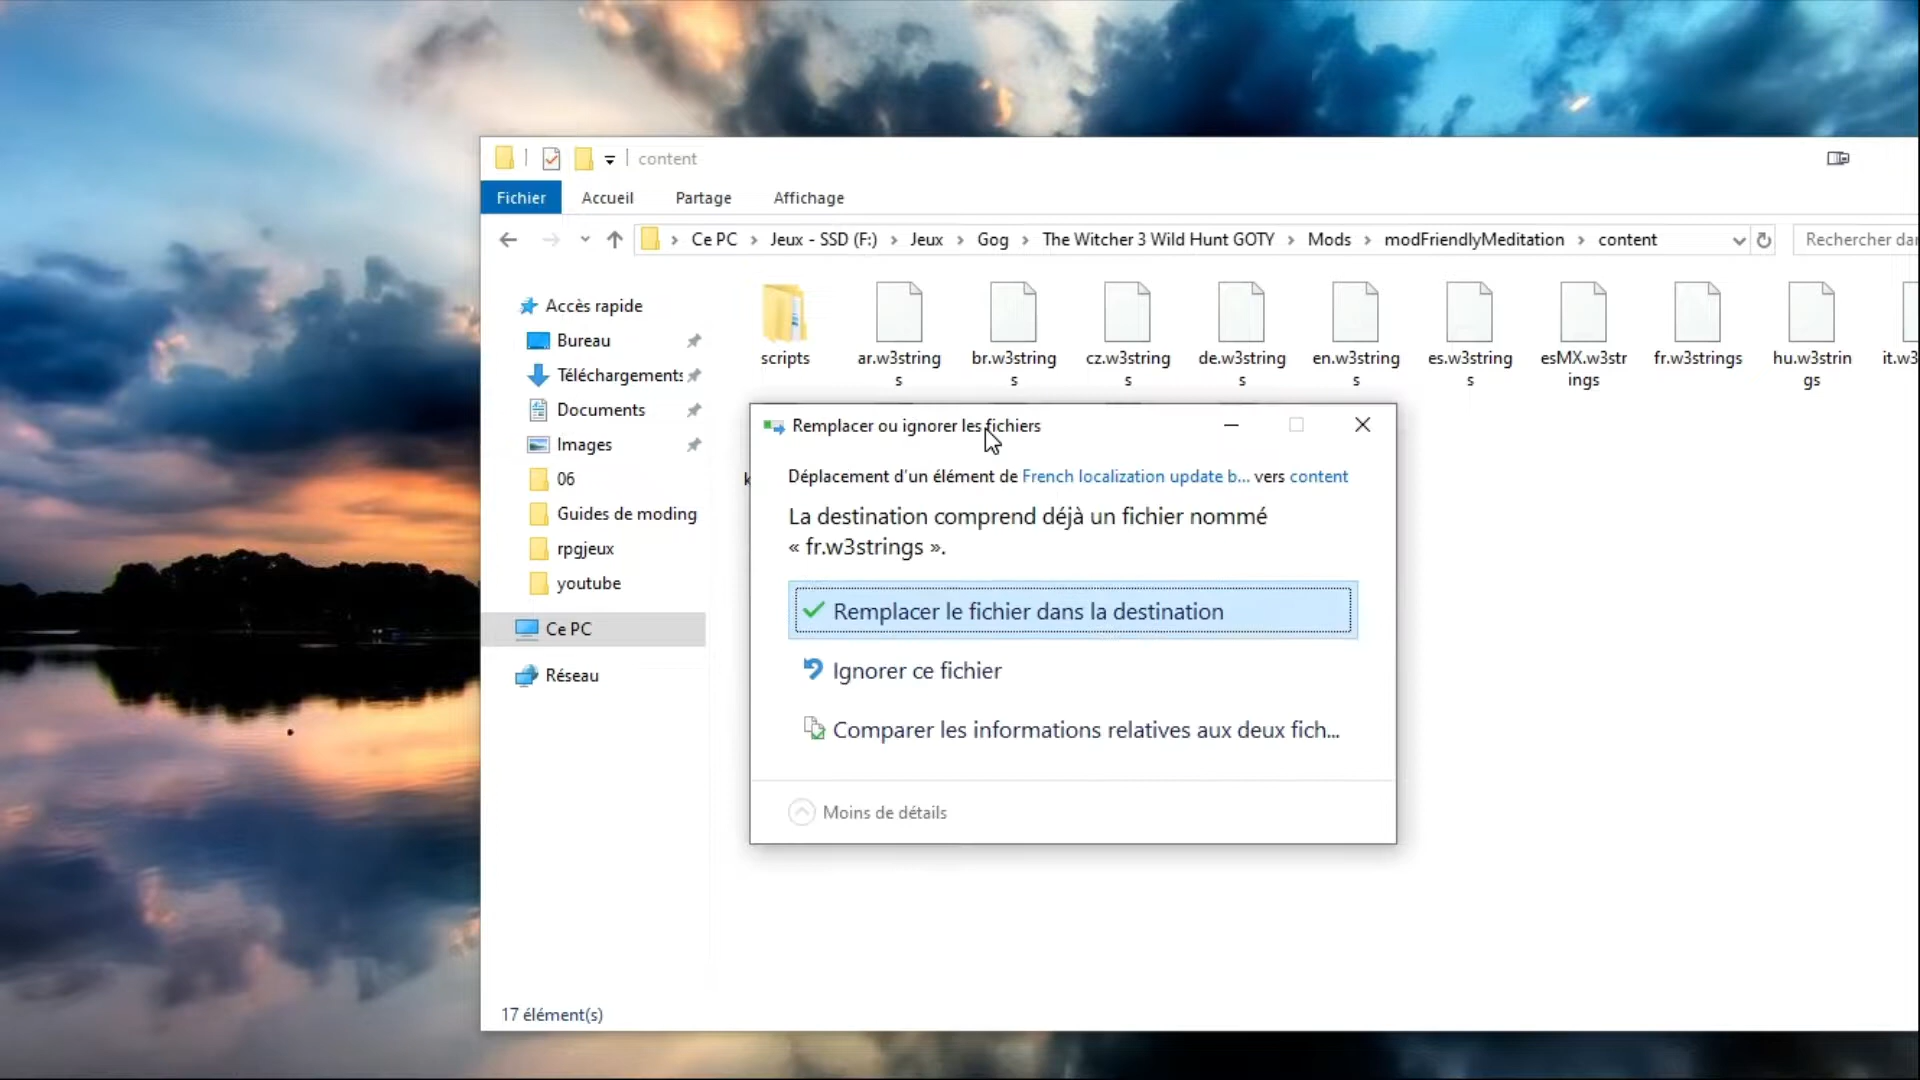 content
Fichier Accueil Partage Affichage
Ce PC > Jeux - SSD (F:) > Jeux > Gog > The Witcher 3 Wild Hunt GOTY > Mods > modFriendlyMeditation > content
Rechercher dan
Accès rapide
Bureau
Téléchargements
Documents
Images
06
Guides de moding
rpgjeux
youtube
Ce PC
Réseau
scripts
ar.w3string
s
br.w3string
s
cz.w3string
s
de.w3string
s
en.w3string
s
es.w3string
s
esMX.w3str
ings
fr.w3strings
hu.w3strin
gs
it.w3
k
Remplacer ou ignorer les fichiers
Déplacement d'un élément de French localization update b... vers content
La destination comprend déjà un fichier nommé
« fr.w3strings ».
Remplacer le fichier dans la destination
Ignorer ce fichier
Comparer les informations relatives aux deux fich...
Moins de détails
17 élément(s)